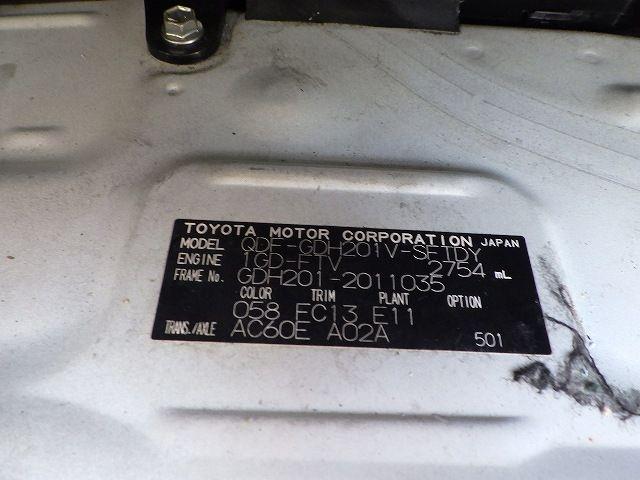 TOYOTA MOTOR CORPORATION JAPAN
MODEL QDF-GDH201V-SFTDY
ENGINE 1GD-FTV 2754 mL
FRAME No. GDH201-2011035
COLOR TRIM PLANT OPTION
058 FC13 E11
TRANS./AXLE AC60E A02A 501